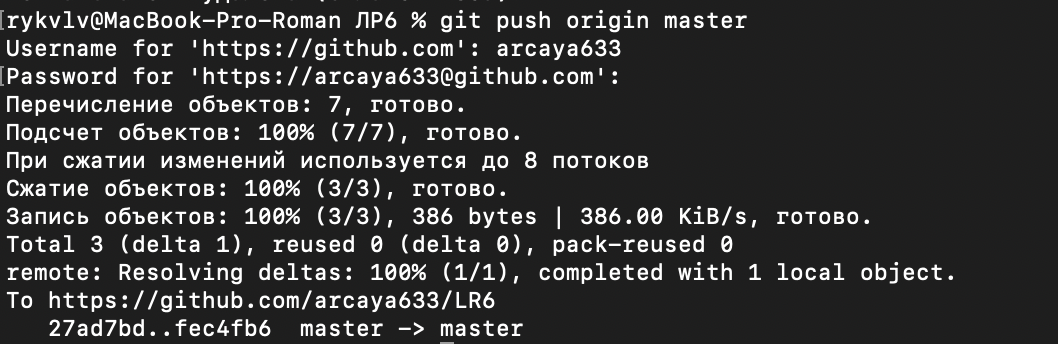 rykvlv@MacBook-Pro-Roman ЛР6 % git push origin master
Username for 'https://github.com': arcaya633
Password for 'https://arcaya633@github.com':
Перечисление объектов: 7, готово.
Подсчет объектов: 100% (7/7), готово.
При сжатии изменений используется до 8 потоков
Сжатие объектов: 100% (3/3), готово.
Запись объектов: 100% (3/3), 386 bytes | 386.00 KiB/s, готово.
Total 3 (delta 1), reused 0 (delta 0), pack-reused 0
remote: Resolving deltas: 100% (1/1), completed with 1 local object.
To https://github.com/arcaya633/LR6
   27ad7bd..fec4fb6  master -> master